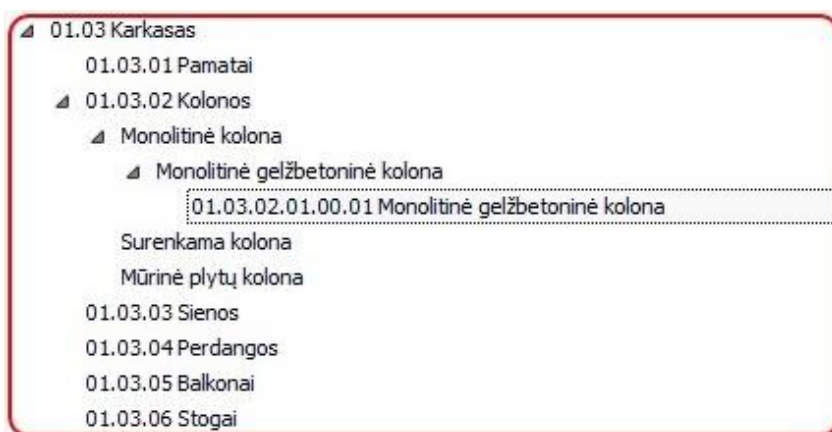 01.03 Karkasas
01.03.01 Pamatai
01.03.02 Kolonos
Monolitinė kolona
Monolitinė gelžbetoninė kolona
01.03.02.01.00.01 Monolitinė gelžbetoninė kolona
Surenkama kolona
Mūrinė plytų kolona
01.03.03 Sienos
01.03.04 Perdangos
01.03.05 Balkonai
01.03.06 Stogai